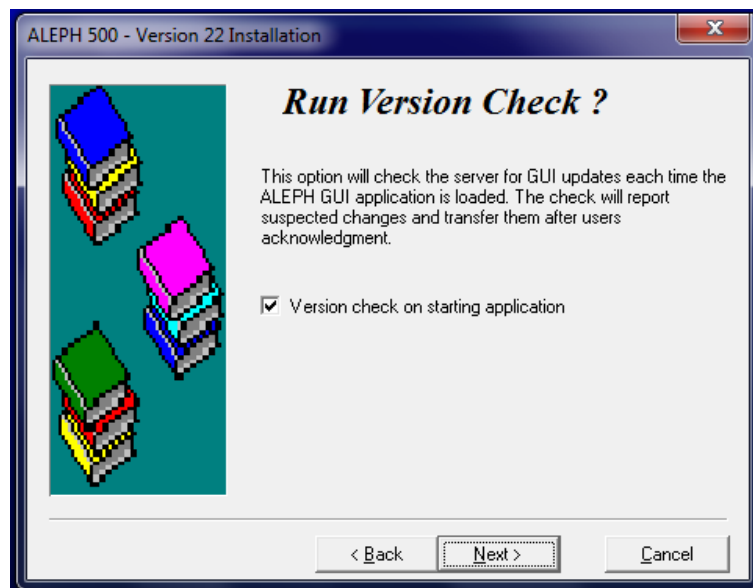 ALEPH 500 - Version 22 Installation
Run Version Check ?
This option will check the server for GUI updates each time the
ALEPH GUI application is loaded. The check will report
suspected changes and transfer them after users
acknowledgment.
Version check on starting application
< Back
Next >
Cancel